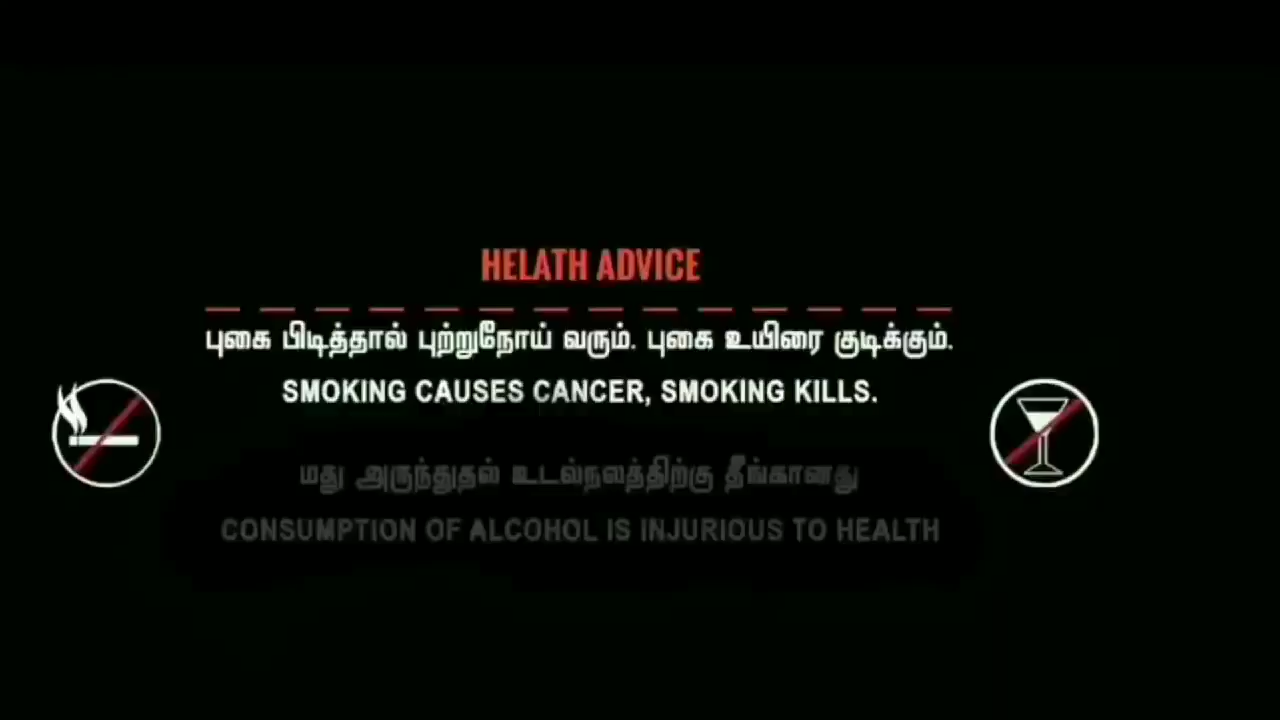 HELATH ADVICE
புகை பிடித்தால் புற்றுநோய் வரும். புகை உயிரை குடிக்கும்.
SMOKING CAUSES CANCER, SMOKING KILLS.
மது அருந்துதல் உடல்நலத்திற்கு தீங்கானது
CONSUMPTION OF ALCOHOL IS INJURIOUS TO HEALTH